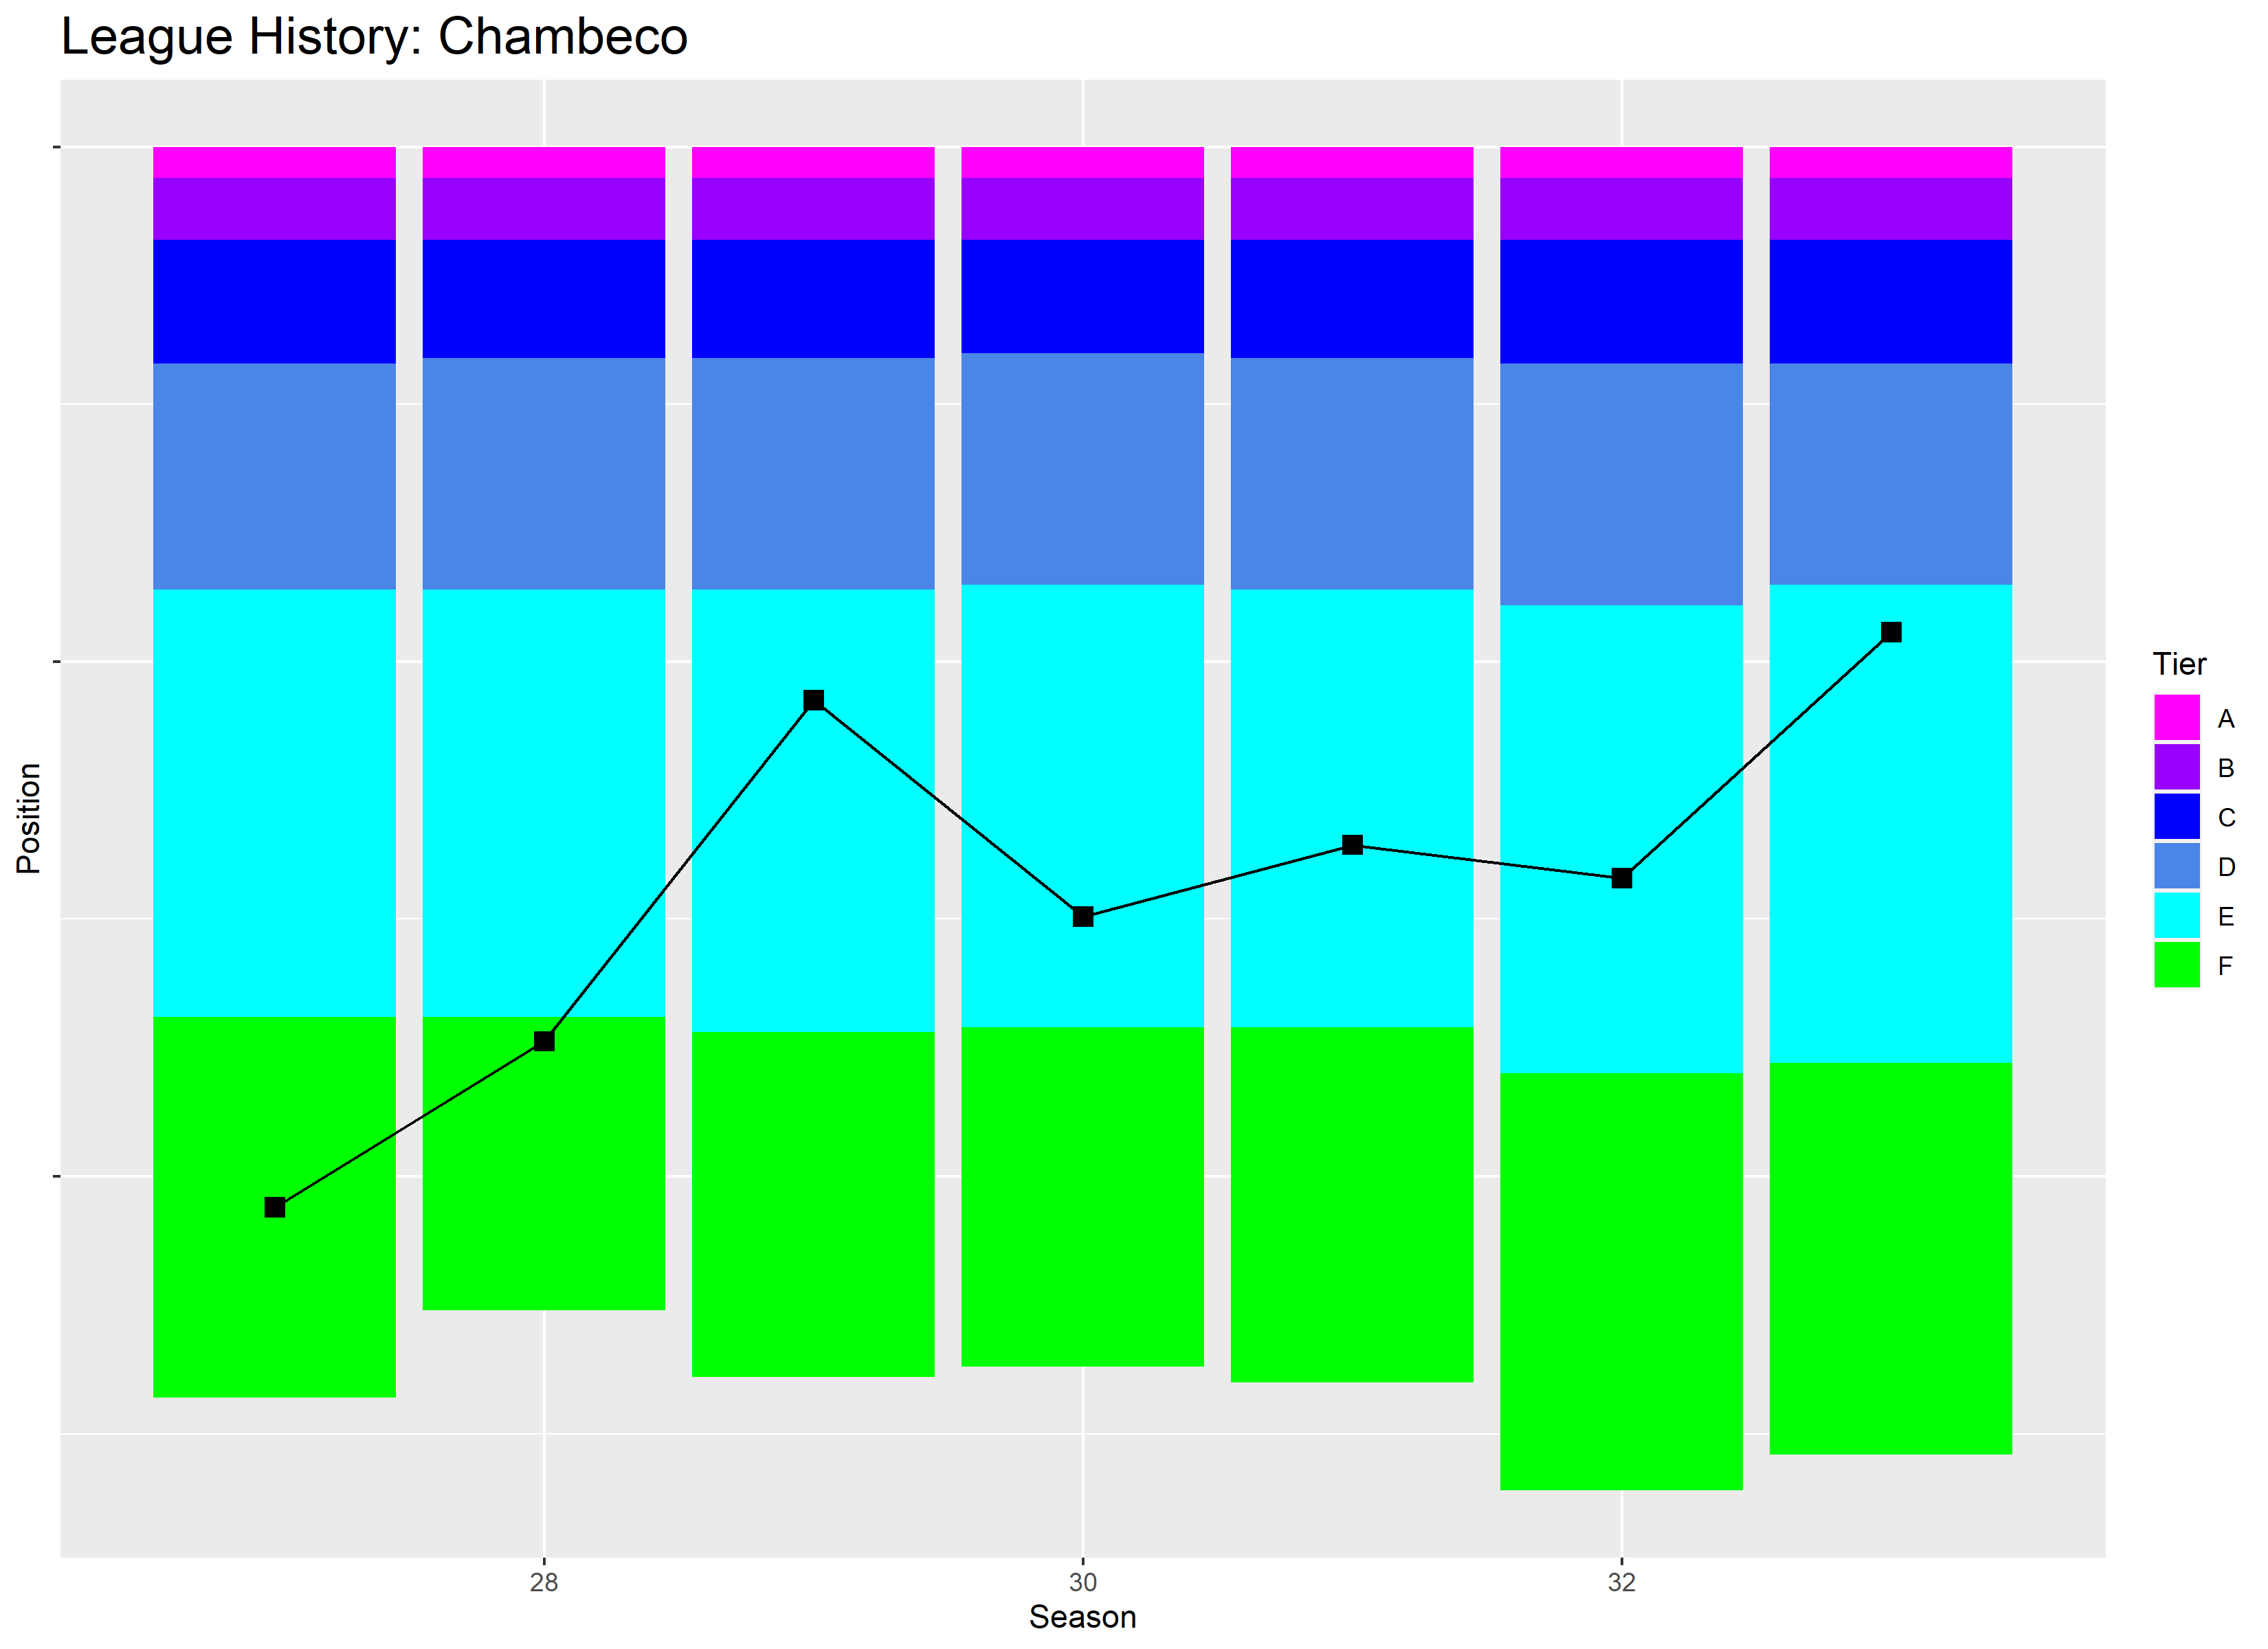 League History: Chambeco
Position
Tier
A
B
C
D
E
F
28
30
32
Season